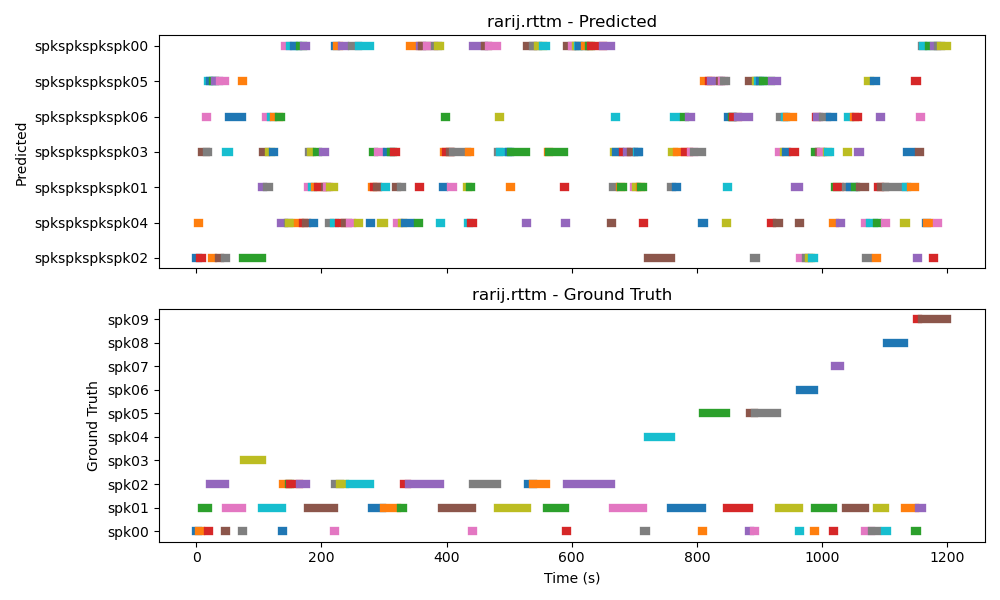 rarij.rttm - Predicted
Predicted
spkspkspkspk00
spkspkspkspk05
spkspkspkspk06
spkspkspkspk03
spkspkspkspk01
spkspkspkspk04
spkspkspkspk02
rarij.rttm - Ground Truth
Ground Truth
spk09
spk08
spk07
spk06
spk05
spk04
spk03
spk02
spk01
spk00
0 200 400 600 800 1000 1200
Time (s)